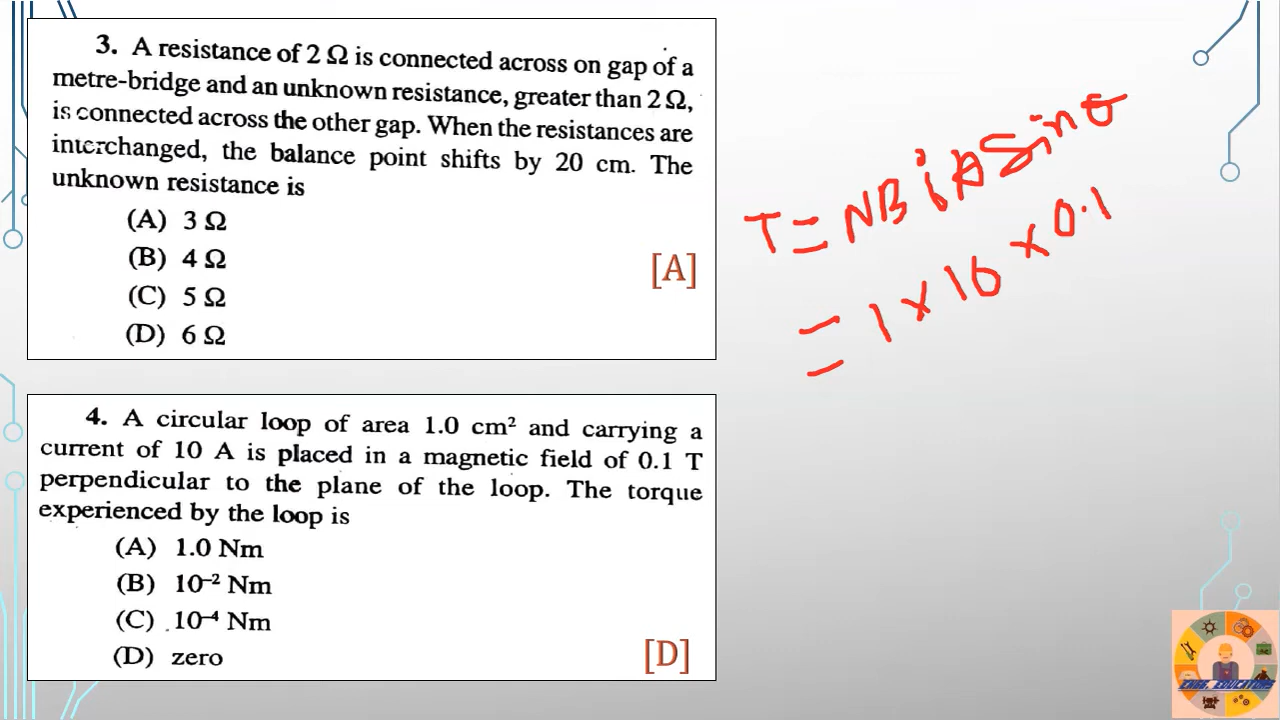 3. A resistance of 2 Ω is connected across on gap of a
metre-bridge and an unknown resistance, greater than 2 Ω,
is connected across the other gap. When the resistances are
interchanged, the balance point shifts by 20 cm. The
unknown resistance is
(A) 3 Ω
(B) 4 Ω
(C) 5 Ω
(D) 6 Ω
[A]
4. A circular loop of area 1.0 cm² and carrying a
current of 10 A is placed in a magnetic field of 0.1 T
perpendicular to the plane of the loop. The torque
experienced by the loop is
(A) 1.0 Nm
(B) 10⁻² Nm
(C) 10⁻⁴ Nm
(D) zero
[D]
T = NBiA Sin θ
= 1 × 10 × 0.1
ENGG. EDUCATORS